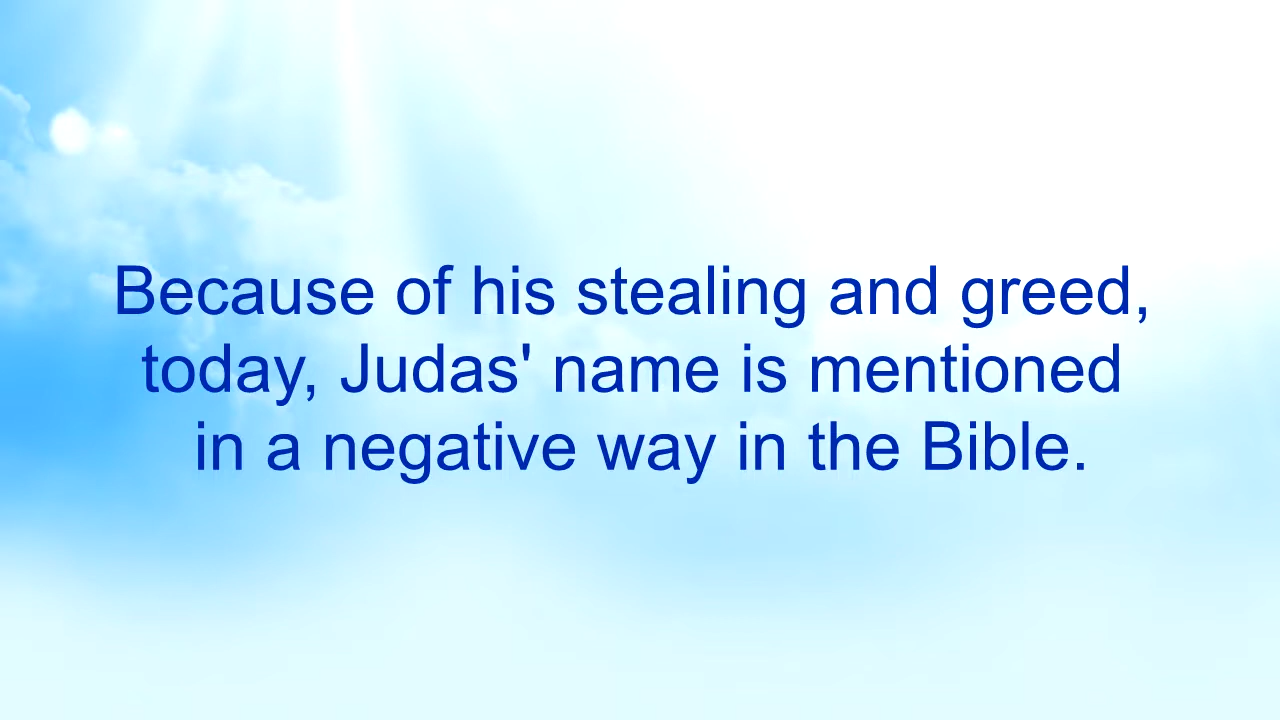 Because of his stealing and greed,
today, Judas' name is mentioned
in a negative way in the Bible.